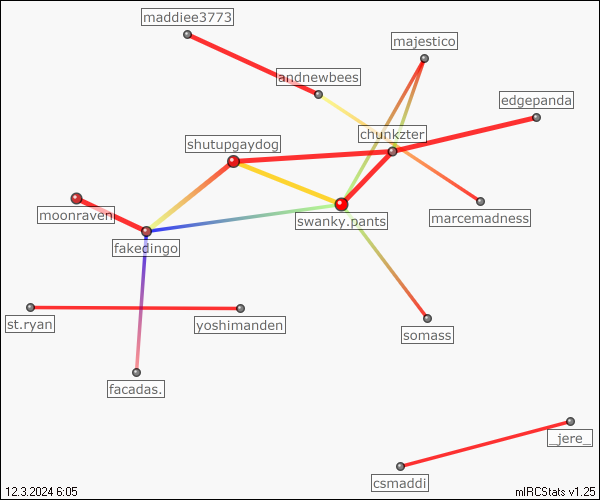 maddiee3773
majestico
andnewbees
edgepanda
chunkzter
shutupgaydog
moonraven
swanky.pants
marcemadness
fakedingo
st.ryan
yoshimanden
somass
facadas.
_jere_
csmaddi
12.3.2024 6:05
mIRCStats v1.25